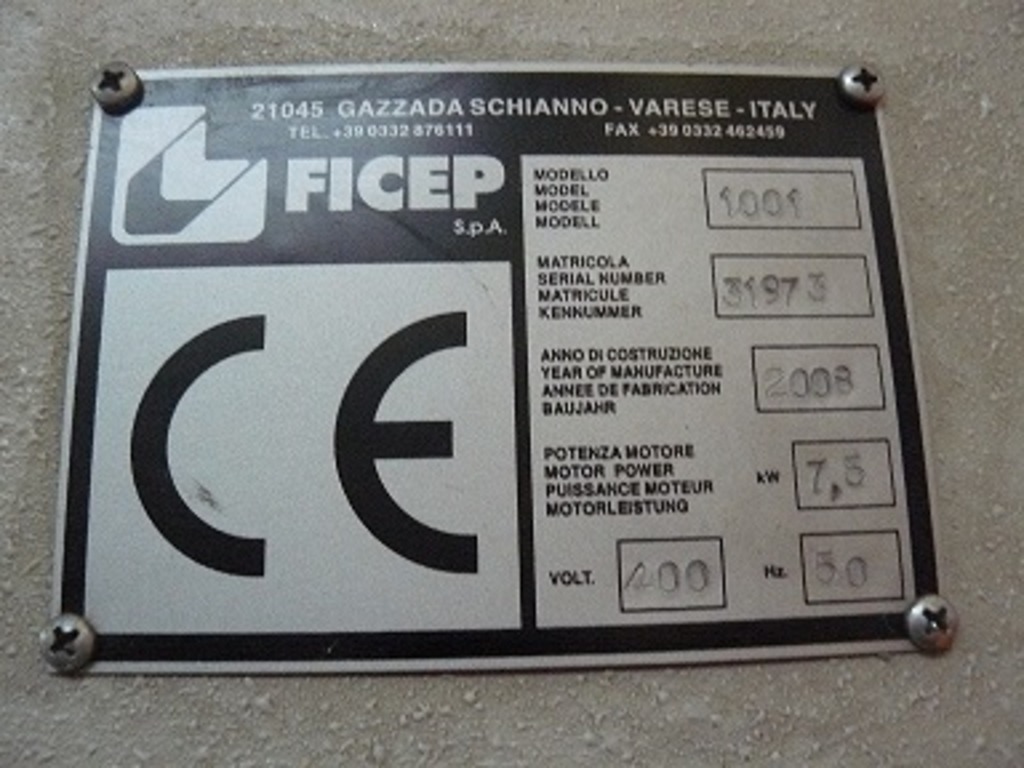 21045 GAZZADA SCHIANNO - VARESE - ITALY
TEL. +39 0332 876111 FAX +39 0332 462459
FICEP
S.p.A.
MODELLO
MODEL
MODELE
MODELL
1001
MATRICOLA
SERIAL NUMBER
MATRICULE
KENNUMMER
31973
ANNO DI COSTRUZIONE
YEAR OF MANUFACTURE
ANNEE DE FABRICATION
BAUJAHR
2008
POTENZA MOTORE
MOTOR POWER
PUISSANCE MOTEUR
MOTORLEISTUNG
kW 7,5
VOLT. 400 Hz. 50
CE